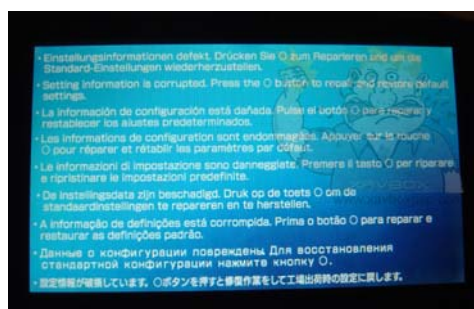 • Einstellungsinformationen defekt. Drücken Sie O zum Reparieren und um die
Standard-Einstellungen wiederherzustellen.
• Setting information is corrupted. Press the O button to repair and restore default
settings.
• La información de configuración está dañada. Pulse el botón O para reparar y
restablecer los ajustes predeterminados.
• Les informations de configuration sont endommagées. Appuyer sur la touche
O pour réparer et rétablir les paramètres par défaut.
• Le informazioni di impostazione sono danneggiate. Premere il tasto O per riparare
e ripristinare le impostazioni predefinite.
• De instellingsdata zijn beschadigd. Druk op de toets O om de
standaardinstellingen te repareren en te herstellen.
• A informação de definições está corrompida. Prima o botão O para reparar e
restaurar as definições padrão.
• Данные о конфигурации повреждены. Для восстановления
стандартной конфигурации нажмите кнопку O.
• 設定情報が破損しています。○ボタンを押すと修復作業をして工場出荷時の設定に戻します。